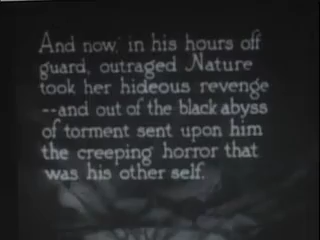 And now, in his hours off
guard, outraged Nature
took her hideous revenge
--and out of the black abyss
of torment sent upon him
the creeping horror that
was his other self.